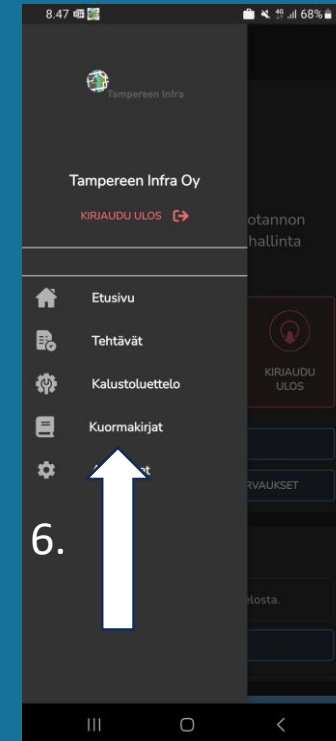 8.47
68%
Tampereen Infra
Tampereen Infra Oy
KIRJAUDU ULOS
otannon
hallinta
Etusivu
Tehtävät
Kalustoluettelo
KIRJAUDU
ULOS
Kuormakirjat
RVAUKSET
6.
elosta.